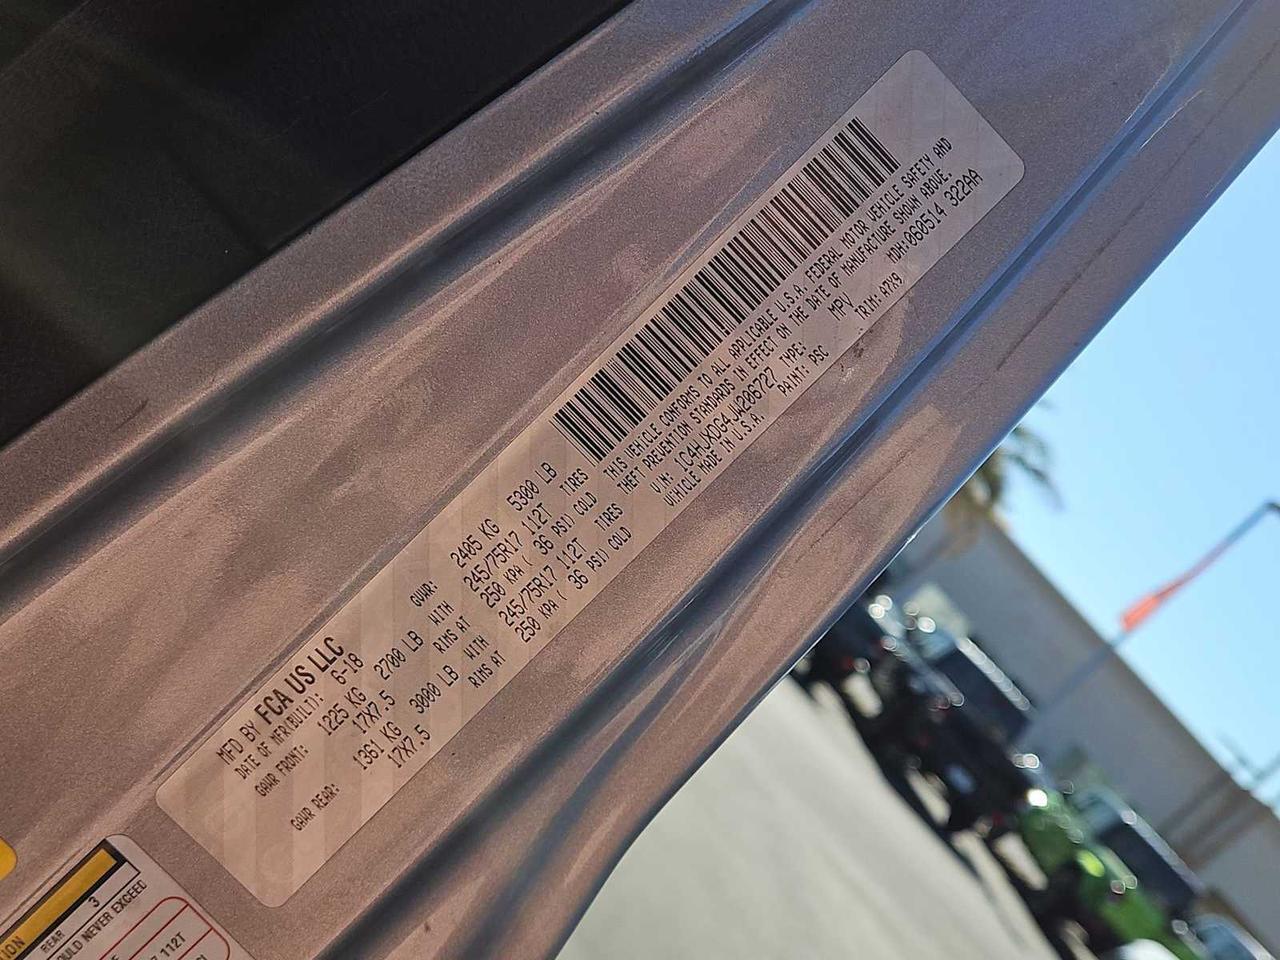 MFD BY FCA US LLC
DATE OF MFR(BUILT): 6-18 GVWR: 2405 KG 5300 LB
GAWR FRONT: 1225 KG 2700 LB WITH 245/75R17 112T TIRES
17X7.5 RIMS AT 250 KPA ( 36 PSI) COLD
GAWR REAR: 1361 KG 3000 LB WITH 245/75R17 112T TIRES
17X7.5 RIMS AT 250 KPA ( 36 PSI) COLD
THIS VEHICLE CONFORMS TO ALL APPLICABLE U.S.A. FEDERAL MOTOR VEHICLE SAFETY AND
THEFT PREVENTION STANDARDS IN EFFECT ON THE DATE OF MANUFACTURE SHOWN ABOVE.
VIN: 1C4HJXDG4JW206727 TYPE: MPV MDH:060514 322AA
VEHICLE MADE IN U.S.A. PAINT: PSC TRIM: A7X9
REAR 3
OULD NEVER EXCEED
112T